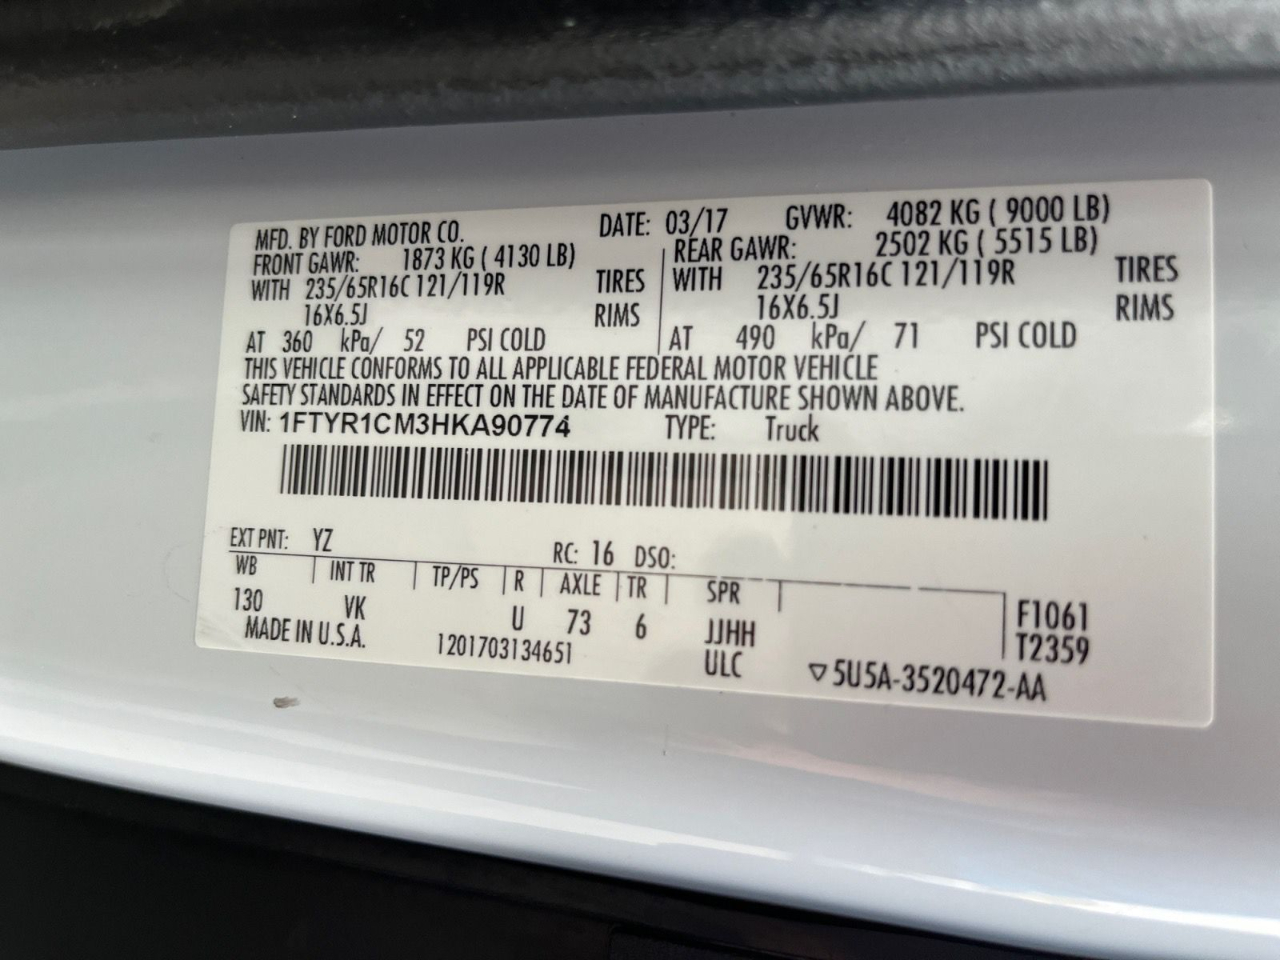 MFD. BY FORD MOTOR CO. DATE: 03/17 GVWR: 4082 KG ( 9000 LB)
FRONT GAWR: 1873 KG ( 4130 LB) REAR GAWR: 2502 KG ( 5515 LB)
WITH 235/65R16C 121/119R TIRES WITH 235/65R16C 121/119R TIRES
16X6.5J RIMS 16X6.5J RIMS
AT 360 kPa/ 52 PSI COLD AT 490 kPa/ 71 PSI COLD
THIS VEHICLE CONFORMS TO ALL APPLICABLE FEDERAL MOTOR VEHICLE
SAFETY STANDARDS IN EFFECT ON THE DATE OF MANUFACTURE SHOWN ABOVE.
VIN: 1FTYR1CM3HKA90774 TYPE: Truck
EXT PNT: YZ RC: 16 DSO:
WB INT TR TP/PS R AXLE TR SPR
130 VK U 73 6 JJHH F1061
MADE IN U.S.A. 1201703134651 ULC T2359
▽5U5A-3520472-AA